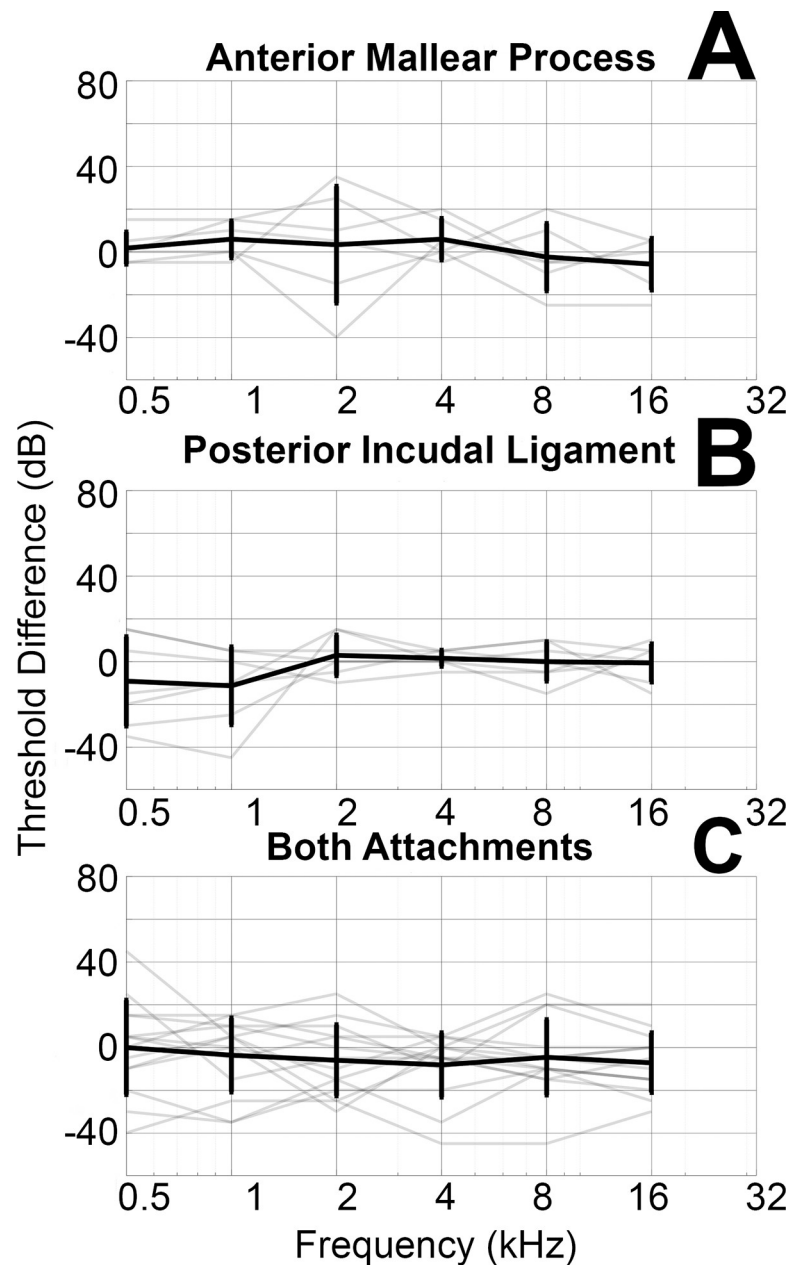 Anterior Mallear Process A
80
40
0
-40
0.5 1 2 4 8 16 32
Posterior Incudal Ligament B
80
40
0
-40
0.5 1 2 4 8 16 32
Both Attachments C
80
40
0
-40
0.5 1 2 4 8 16 32
Frequency (kHz)
Threshold Difference (dB)